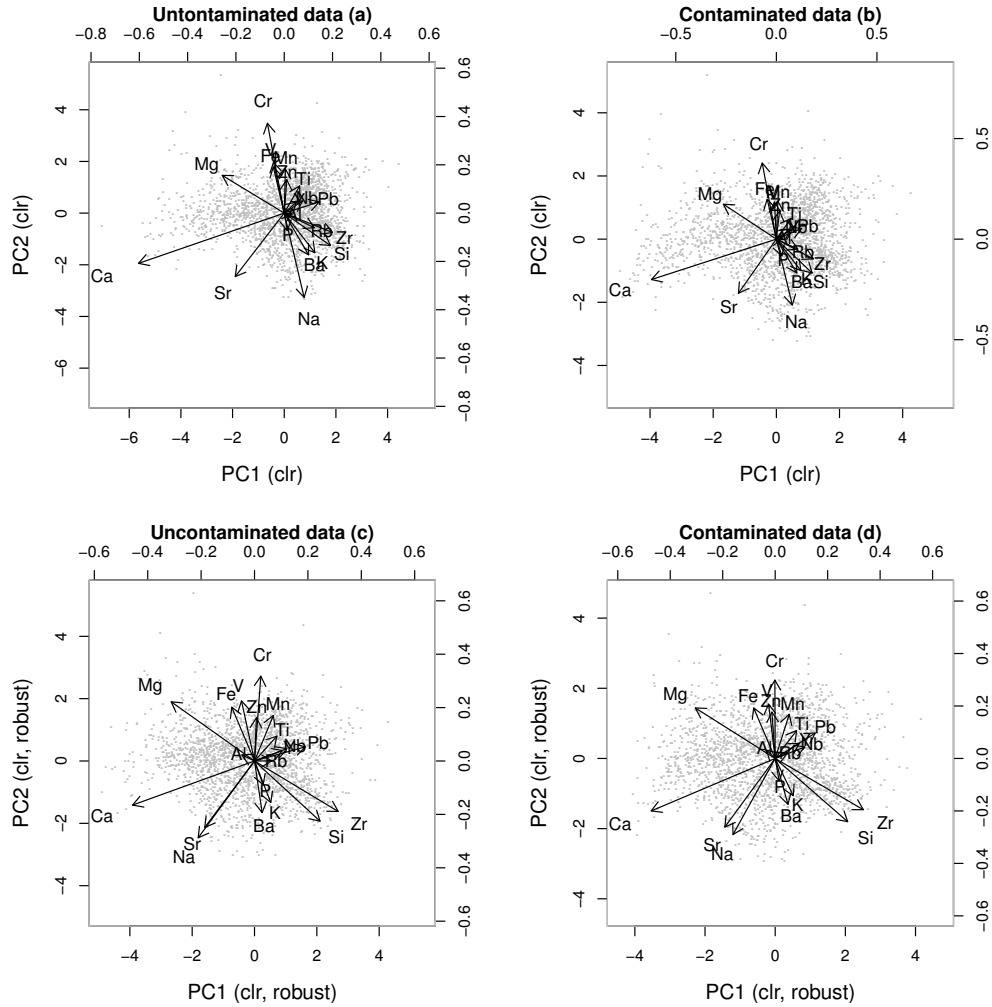 Untontaminated data (a)
−0.8 −0.6 −0.4 −0.2 0.0 0.2 0.4 0.6
PC2 (clr)
4 2 0 −2 −4 −6
0.6 0.4 0.2 0.0 −0.2 −0.4 −0.6 −0.8
Cr
V
Fe Mn
Mg
Zn
Ti
Nb Pb
Al
P
Rb
Zr
Si
Ba K
Ca
Sr
Na
−6 −4 −2 0 2 4
PC1 (clr)
Contaminated data (b)
−0.5 0.0 0.5
PC2 (clr)
4 2 0 −2 −4
0.5 0.0 −0.5
Cr
Fe Mn
Mg
Zn
Ti
Nb Pb
Rb
P
Zr
K
Ba Si
Ca
Sr
Na
−4 −2 0 2 4
PC1 (clr)
Uncontaminated data (c)
−0.6 −0.4 −0.2 0.0 0.2 0.4 0.6
PC2 (clr, robust)
4 2 0 −2 −4
0.6 0.4 0.2 0.0 −0.2 −0.4 −0.6
Cr
Mg
V
Fe
Zn Mn
Ti
Nb Pb
Al
Rb
P
K
Ba
Zr
Si
Ca
Sr
Na
−4 −2 0 2 4
PC1 (clr, robust)
Contaminated data (d)
−0.6 −0.4 −0.2 0.0 0.2 0.4 0.6
PC2 (clr, robust)
4 2 0 −2 −4
0.6 0.4 0.2 0.0 −0.2 −0.4 −0.6
Cr
Mg
V
Fe
Zn Mn
Ti Pb
Nb
Al
Rb
P
K
Ba
Zr
Si
Ca
Sr
Na
−4 −2 0 2 4
PC1 (clr, robust)